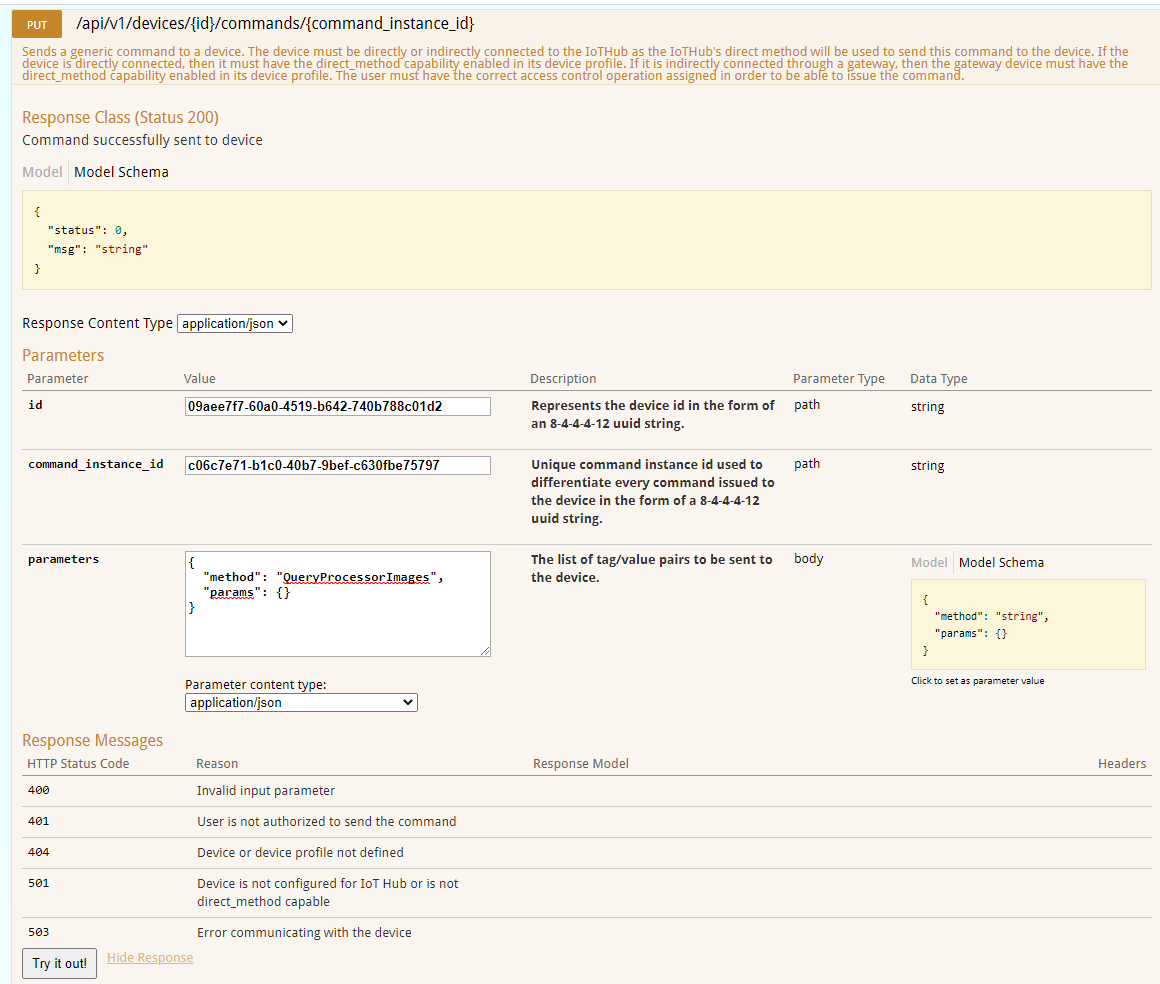 PUT /api/v1/devices/{id}/commands/{command_instance_id}
Sends a generic command to a device. The device must be directly or indirectly connected to the IoTHub as the IoTHub's direct method will be used to send this command to the device. If the
device is directly connected, then it must have the direct_method capability enabled in its device profile. If it is indirectly connected through a gateway, then the gateway device must have the
direct_method capability enabled in its device profile. The user must have the correct access control operation assigned in order to be able to issue the command.
Response Class (Status 200)
Command successfully sent to device
Model Model Schema
{
"status": 0,
"msg": "string"
}
Response Content Type application/json
Parameters
Parameter Value Description Parameter Type Data Type
id 09aee7f7-60a0-4519-b642-740b788c01d2 Represents the device id in the form of path string
an 8-4-4-4-12 uuid string.
command_instance_id c06c7e71-b1c0-40b7-9bef-c630fbe75797 Unique command instance id used to path string
differentiate every command issued to
the device in the form of a 8-4-4-4-12
uuid string.
parameters { The list of tag/value pairs to be sent to body Model Model Schema
"method": "QueryProcessorImages", the device.
"params": {}
}
{
"method": "string",
"params": {}
}
Click to set as parameter value
Parameter content type:
application/json
Response Messages
HTTP Status Code Reason Response Model Headers
400 Invalid input parameter
401 User is not authorized to send the command
404 Device or device profile not defined
501 Device is not configured for IoT Hub or is not
direct_method capable
503 Error communicating with the device
Try it out! Hide Response